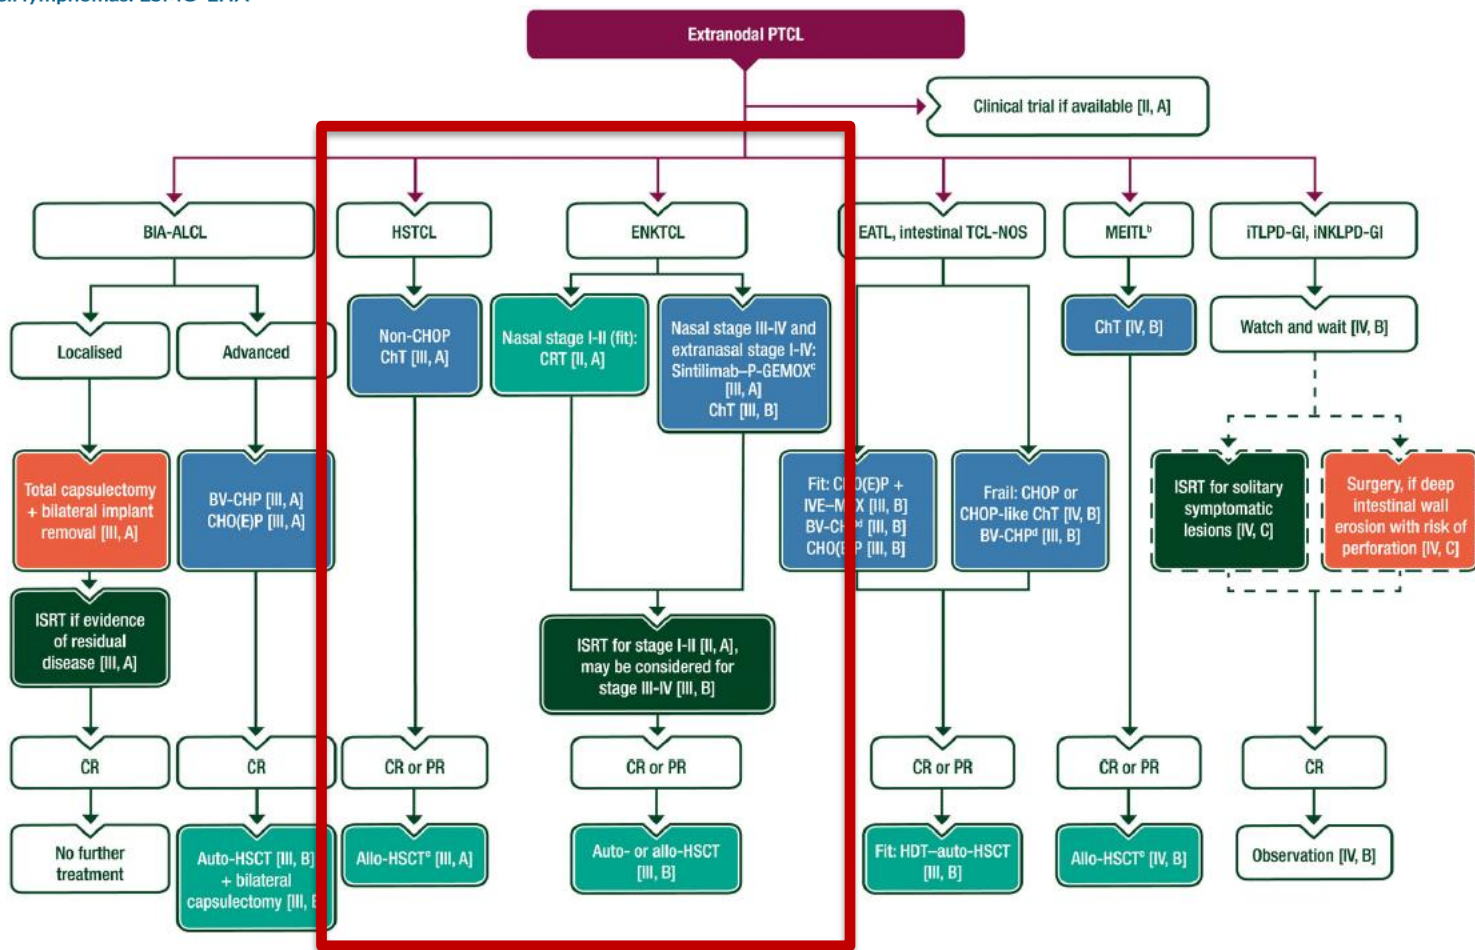 Extranodal PTCL
Clinical trial if available [II, A]
BIA-ALCL
HSTCL
ENKTCL
EATL, intestinal TCL-NOS
MEITLᵇ
iTLPD-GI, iNKLPD-GI
Localised
Advanced
Non-CHOP
ChT [III, A]
Nasal stage I-II (fit):
CRT [II, A]
Nasal stage III-IV and
extranasal stage I-IV:
Sintilimab–P-GEMOXᶜ
[III, A]
ChT [III, B]
ChT [IV, B]
Watch and wait [IV, B]
Total capsulectomy
+ bilateral implant
removal [III, A]
BV-CHP [III, A]
CHO(E)P [III, A]
Fit: CHO(E)P +
IVE–MTX [III, B]
BV-CHPᵈ [III, B]
CHO(E)P [III, B]
Frail: CHOP or
CHOP-like ChT [IV, B]
BV-CHPᵈ [III, B]
ISRT for solitary
symptomatic
lesions [IV, C]
Surgery, if deep
intestinal wall
erosion with risk of
perforation [IV, C]
ISRT if evidence
of residual
disease [III, A]
ISRT for stage I-II [II, A],
may be considered for
stage III-IV [III, B]
CR
CR
CR or PR
CR or PR
CR or PR
CR or PR
CR
No further
treatment
Auto-HSCT [III, B]
+ bilateral
capsulectomy [III, B
Allo-HSCTᵉ [III, A]
Auto- or allo-HSCT
[III, B]
Fit: HDT–auto-HSCT
[III, B]
Allo-HSCTᵉ [IV, B]
Observation [IV, B]